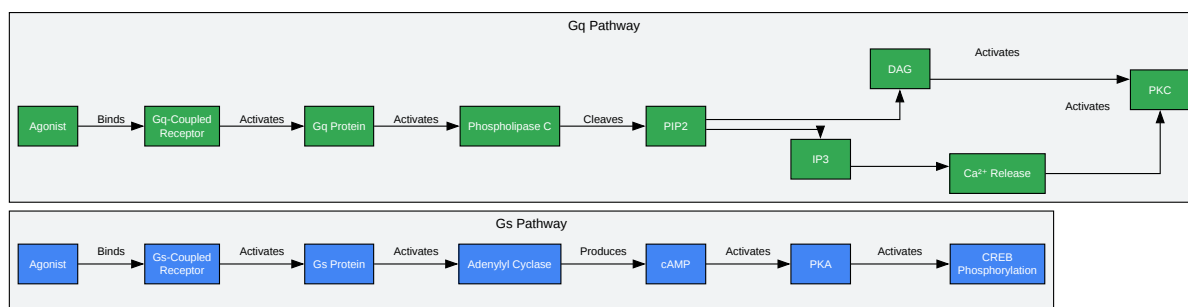 Gq Pathway
Agonist
Binds
Gq-Coupled
Receptor
Activates
Gq Protein
Activates
Phospholipase C
Cleaves
PIP2
DAG
Activates
PKC
IP3
Ca²⁺ Release
Activates
Gs Pathway
Agonist
Binds
Gs-Coupled
Receptor
Activates
Gs Protein
Activates
Adenylyl Cyclase
Produces
cAMP
Activates
PKA
Activates
CREB
Phosphorylation